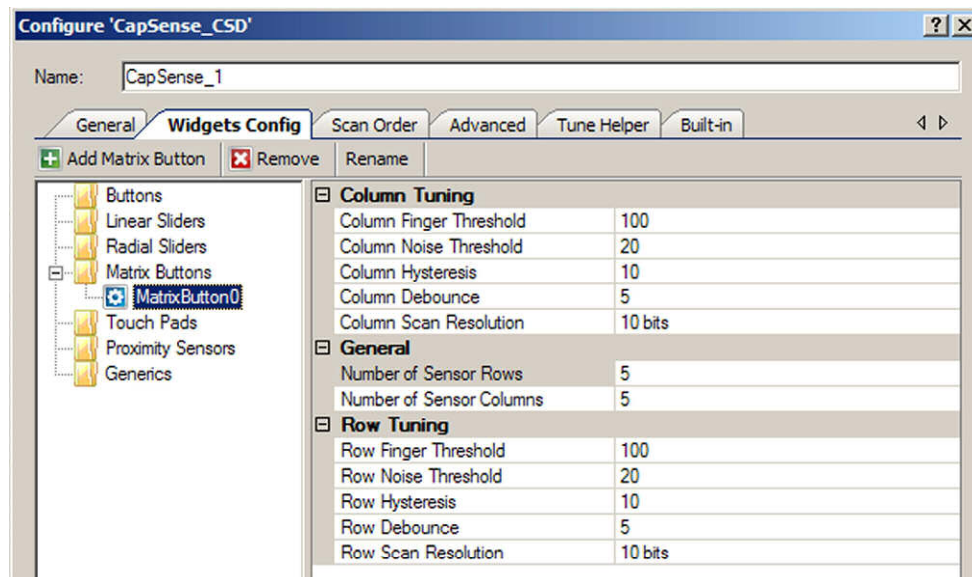 Configure 'CapSense_CSD'
Name: CapSense_1
General Widgets Config Scan Order Advanced Tune Helper Built-in
Add Matrix Button Remove Rename
Buttons
Linear Sliders
Radial Sliders
Matrix Buttons
MatrixButton0
Touch Pads
Proximity Sensors
Generics
Column Tuning
Column Finger Threshold 100
Column Noise Threshold 20
Column Hysteresis 10
Column Debounce 5
Column Scan Resolution 10 bits
General
Number of Sensor Rows 5
Number of Sensor Columns 5
Row Tuning
Row Finger Threshold 100
Row Noise Threshold 20
Row Hysteresis 10
Row Debounce 5
Row Scan Resolution 10 bits